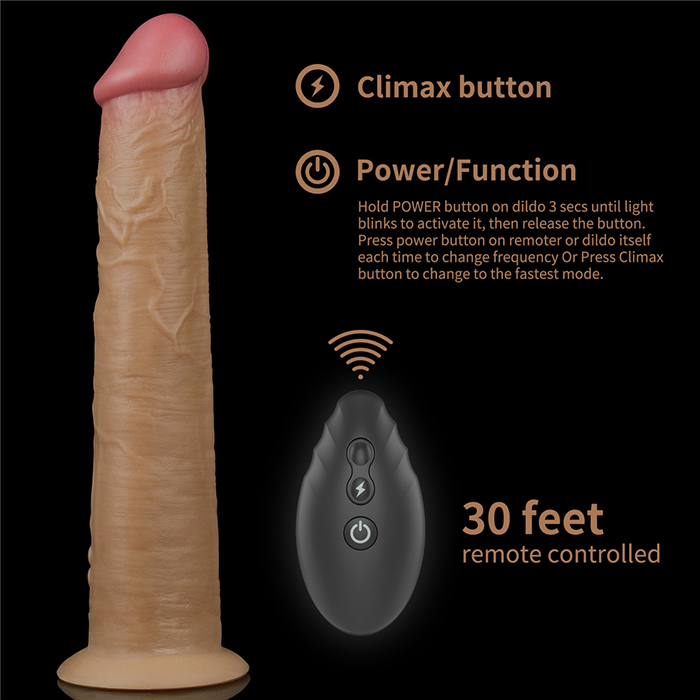 Climax button
Power/Function
Hold POWER button on dildo 3 secs until light
blinks to activate it, then release the button.
Press power button on remoter or dildo itself
each time to change frequency Or Press Climax
button to change to the fastest mode.
30 feet
remote controlled